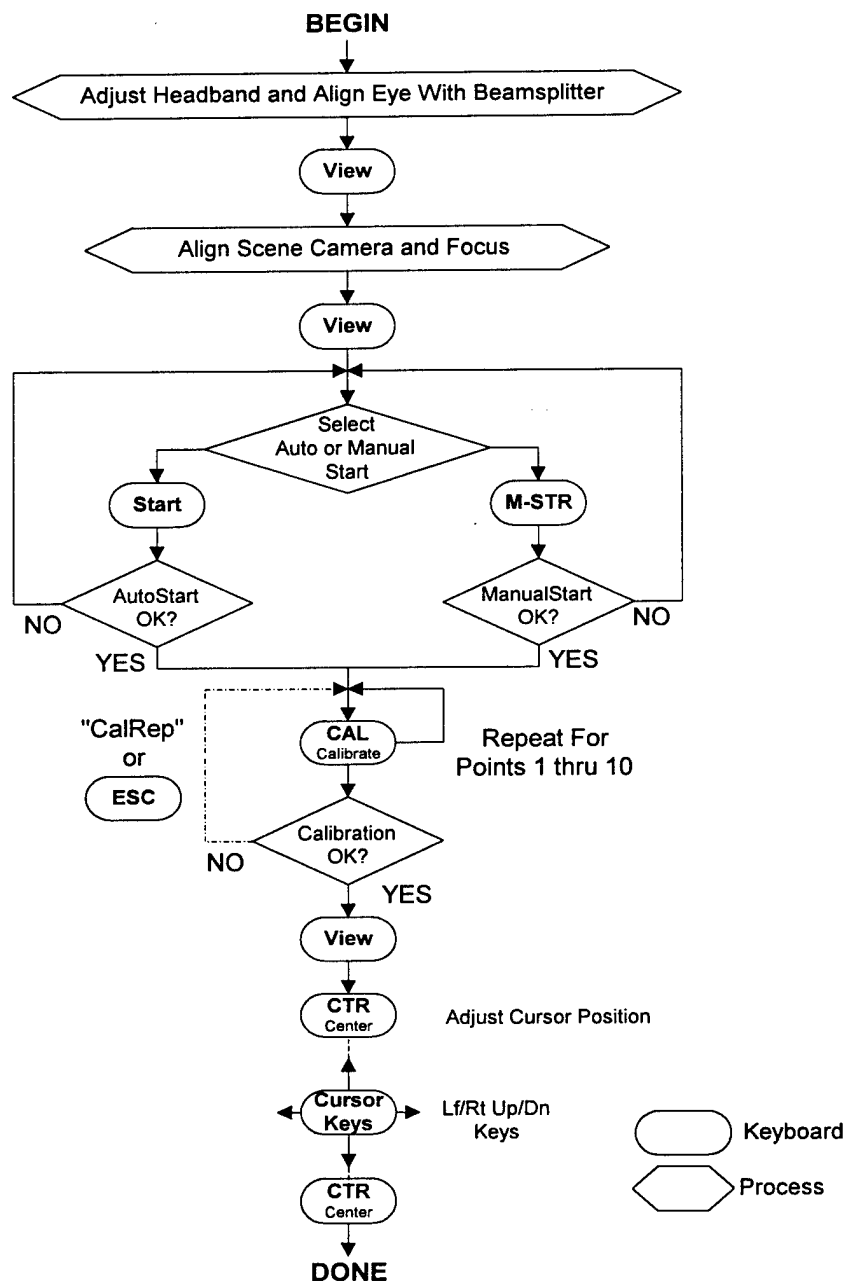 BEGIN
Adjust Headband and Align Eye With Beamsplitter
View
Align Scene Camera and Focus
View
Select
Auto or Manual
Start
Start
M-STR
AutoStart
OK?
ManualStart
OK?
NO
NO
YES
YES
"CalRep"
or
ESC
CAL
Calibrate
Repeat For
Points 1 thru 10
Calibration
OK?
NO
YES
View
CTR
Center
Adjust Cursor Position
Cursor
Keys
Lf/Rt Up/Dn
Keys
Keyboard
Process
CTR
Center
DONE